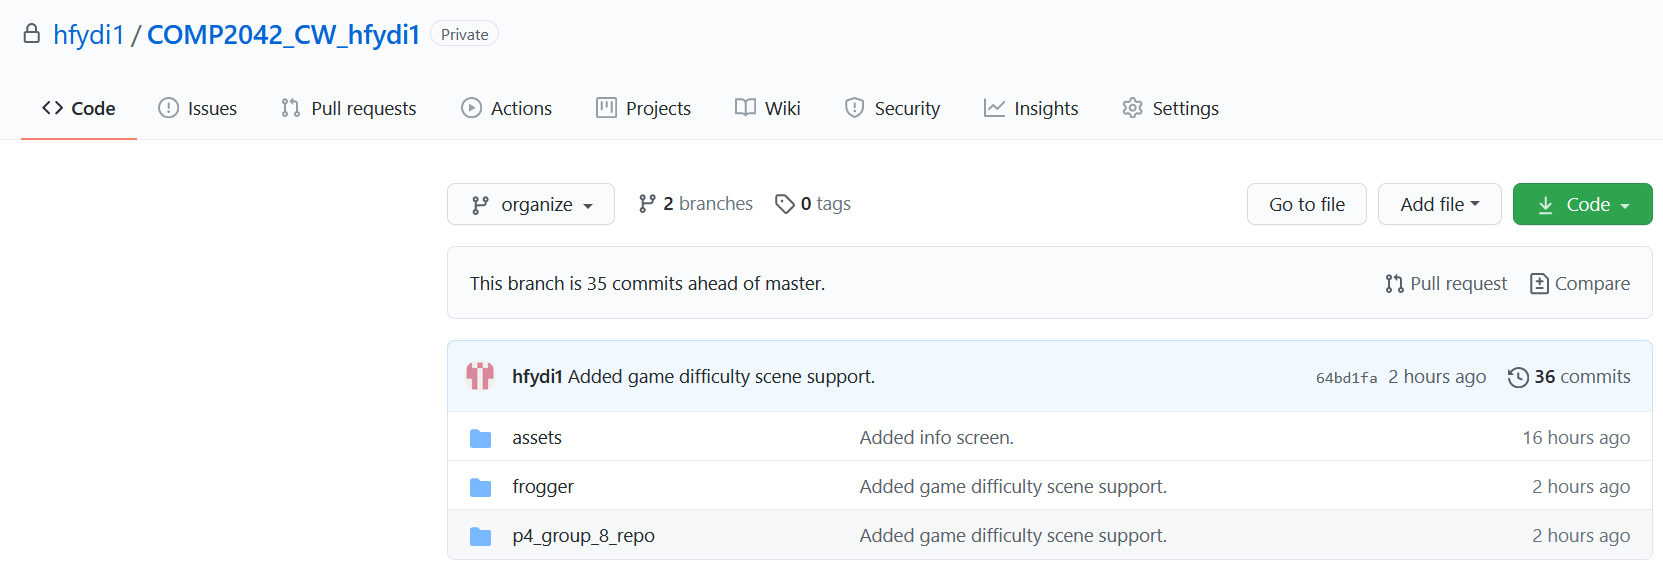 hfydi1 / COMP2042_CW_hfydi1 Private
Code Issues Pull requests Actions Projects Wiki Security Insights Settings
organize 2 branches 0 tags Go to file Add file Code
This branch is 35 commits ahead of master. Pull request Compare
hfydi1 Added game difficulty scene support. 64bd1fa 2 hours ago 36 commits
assets Added info screen. 16 hours ago
frogger Added game difficulty scene support. 2 hours ago
p4_group_8_repo Added game difficulty scene support. 2 hours ago